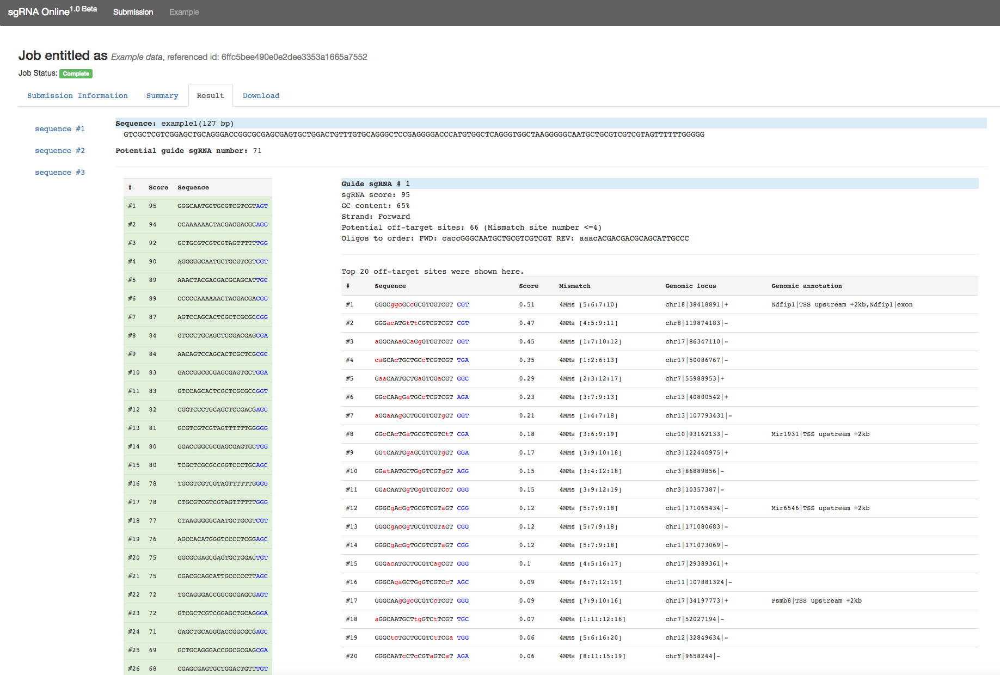 sgRNA Online1.0 Beta Submission Example
Job entitled as Example data, referenced id: 6ffc5bee490e0e2dee3353a1665a7552
Job Status: Complete
Submission Information Summary Result Download
sequence #1
sequence #2
sequence #3
Sequence: example1(127 bp)
GTCGCTCGTCGGAGCTGCAGGGACCGGCGCGAGCGAGTGCTGGACTGTTTGTGCAGGGCTCCGAGGGGACCCATGTGGCTCAGGGTGGCTAAGGGGGCAATGCTGCGTCGTCGTAGTTTTTTGGGGG
Potential guide sgRNA number: 71
# Score Sequence
#1 95 GGGCAATGCTGCGTCGTCGTAGT
#2 94 CCAAAAAACTACGACGACGCAGC
#3 92 GCTGCGTCGTCGTAGTTTTTTGG
#4 90 AGGGGGCAATGCTGCGTCGTCGT
#5 89 AAACTACGACGACGCAGCATTGC
#6 89 CCCCCAAAAAACTACGACGACGC
#7 87 AGTCCAGCACTCGCTCGCGCCGG
#8 84 GTCCCTGCAGCTCCGACGAGCGA
#9 84 AACAGTCCAGCACTCGCTCGCGC
#10 83 GACCGGCGCGAGCGAGTGCTGGA
#11 83 GTCCAGCACTCGCTCGCGCCGGT
#12 82 CGGTCCCTGCAGCTCCGACGAGC
#13 81 GCGTCGTCGTAGTTTTTTGGGGG
#14 80 GGACCGGCGCGAGCGAGTGCTGG
#15 80 TCGCTCGCGCCGGTCCCTGCAGC
#16 78 TGCGTCGTCGTAGTTTTTTGGGG
#17 78 CTGCGTCGTCGTAGTTTTTTGGG
#18 77 CTAAGGGGGCAATGCTGCGTCGT
#19 76 AGCCACATGGGTCCCCTCGGAGC
#20 75 GGCGCGAGCGAGTGCTGGACTGT
#21 75 CGACGCAGCATTGCCCCCTTAGC
#22 72 TGCAGGGACCGGCGCGAGCGAGT
#23 72 GTCGCTCGTCGGAGCTGCAGGGA
#24 71 GAGCTGCAGGGACCGGCGCGAGC
#25 69 GCTGCAGGGACCGGCGCGAGCGA
#26 68 CGAGCGAGTGCTGGACTGTTTGT
Guide sgRNA # 1
sgRNA score: 95
GC content: 65%
Strand: Forward
Potential off-target sites: 66 (Mismatch site number <=4)
Oligos to order: FWD: caccGGGCAATGCTGCGTCGTCGT REV: aaacACGACGACGCAGCATTGCCC
Top 20 off-target sites were shown here.
# Sequence Score Mismatch Genomic locus Genomic annotation
#1 GGGCggcGCcGCGTCGTCGT CGT 0.51 4MMs [5:6:7:10] chr18|38418891|+ Ndfip1|TSS upstream +2kb,Ndfip1|exon
#2 GGGacATGtTtCGTCGTCGT CGT 0.47 4MMs [4:5:9:11] chr8|119874183|-
#3 aGGCAAaGCaGgGTCGTCGT GGT 0.45 4MMs [1:7:10:12] chr17|86347110|-
#4 caGCAcTGCTGCcTCGTCGT TGA 0.35 4MMs [1:2:6:13] chr17|50086767|-
#5 GaaCAATGCTGaGTCGaCGT GGC 0.29 4MMs [2:3:12:17] chr7|55988953|+
#6 GGcCAAgGaTGCcTCGTCGT AGA 0.23 4MMs [3:7:9:13] chr13|40800542|+
#7 aGGaAAgGCTGCGTCGTgGT GGT 0.21 4MMs [1:4:7:18] chr13|107793431|-
#8 GGcCAcTGaTGCGTCGTCtT CGA 0.18 4MMs [3:6:9:19] chr10|93162133|- Mir1931|TSS upstream +2kb
#9 GGtCAATGgaGCGTCGTgGT GGA 0.17 4MMs [3:9:10:18] chr3|122440975|+
#10 GGatAATGCTGgGTCGTgGT AGG 0.15 4MMs [3:4:12:18] chr3|86889856|-
#11 GGaCAATGgTGgGTCGTCcT GGG 0.15 4MMs [3:9:12:19] chr3|10357387|-
#12 GGGCgAcGgTGCGTCGTaGT CGG 0.12 4MMs [5:7:9:18] chr1|171065434|- Mir6546|TSS upstream +2kb
#13 GGGCgAcGgTGCGTCGTaGT CGG 0.12 4MMs [5:7:9:18] chr1|171080683|-
#14 GGGCgAcGgTGCGTCGTaGT CGG 0.12 4MMs [5:7:9:18] chr1|171073069|-
#15 GGGacATGCTGCGTCagCGT GGG 0.1 4MMs [4:5:16:17] chr17|29389361|+
#16 GGGCAgaGCTGgGTCGTCcT AGC 0.09 4MMs [6:7:12:19] chr11|107881324|-
#17 GGGCAAgGgcGCGTCcTCGT GGG 0.09 4MMs [7:9:10:16] chr17|34197773|+ Psmb8|TSS upstream +2kb
#18 aGGCAATGCTtgGTCtTCGT TGC 0.07 4MMs [1:11:12:16] chr7|52027194|-
#19 GGGCtcTGCTGCGTCtTCGa TGG 0.06 4MMs [5:6:16:20] chr12|32849634|-
#20 GGGCAATcCTcCGTaGTCaT AGA 0.06 4MMs [8:11:15:19] chrY|9658244|-